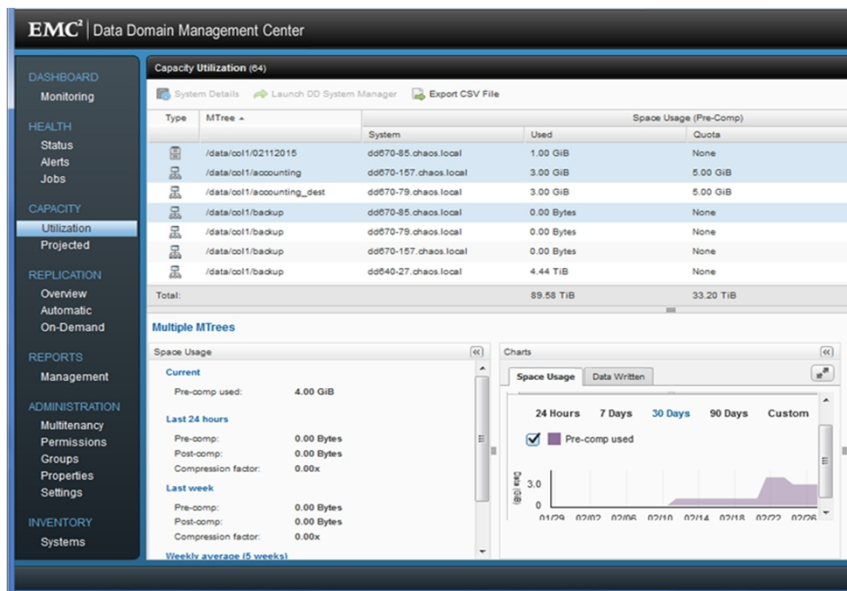 EMC² Data Domain Management Center
DASHBOARD
Monitoring
HEALTH
Status
Alerts
Jobs
CAPACITY
Utilization
Projected
REPLICATION
Overview
Automatic
On-Demand
REPORTS
Management
ADMINISTRATION
Multitenancy
Permissions
Groups
Properties
Settings
INVENTORY
Systems
Capacity Utilization (64)
System Details Launch DD System Manager Export CSV File
Type MTree Space Usage (Pre-Comp)
System Used Quota
/data/col1/02112015 dd670-85.chaos.local 1.00 GiB None
/data/col1/accounting dd670-157.chaos.local 3.00 GiB 5.00 GiB
/data/col1/accounting_dest dd670-79.chaos.local 3.00 GiB 5.00 GiB
/data/col1/backup dd670-85.chaos.local 0.00 Bytes None
/data/col1/backup dd670-79.chaos.local 0.00 Bytes None
/data/col1/backup dd670-157.chaos.local 0.00 Bytes None
/data/col1/backup dd640-27.chaos.local 4.44 TiB None
Total: 89.58 TiB 33.20 TiB
Multiple MTrees
Space Usage
Current
Pre-comp used: 4.00 GiB
Last 24 hours
Pre-comp: 0.00 Bytes
Post-comp: 0.00 Bytes
Compression factor: 0.00x
Last week
Pre-comp: 0.00 Bytes
Post-comp: 0.00 Bytes
Compression factor: 0.00x
Weekly average (5 weeks)
Charts
Space Usage Data Written
24 Hours 7 Days 30 Days 90 Days Custom
Pre-comp used
Data (GiB)
3.0
0
01/29 02/02 02/06 02/10 02/14 02/18 02/22 02/26